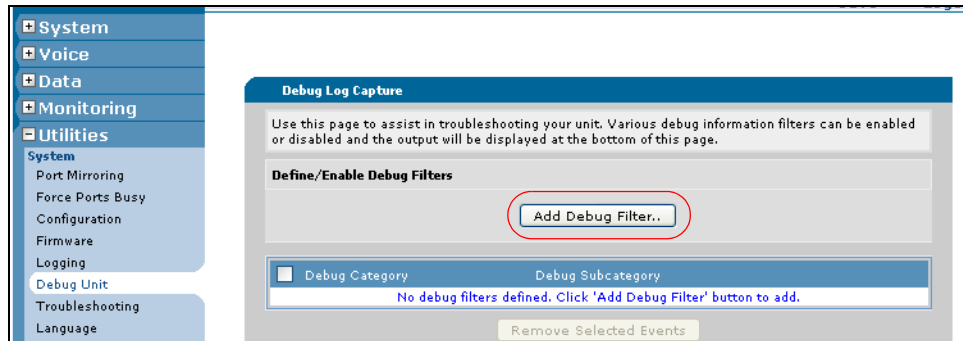 System
Voice
Data
Monitoring
Utilities
System
Port Mirroring
Force Ports Busy
Configuration
Firmware
Logging
Debug Unit
Troubleshooting
Language
Debug Log Capture
Use this page to assist in troubleshooting your unit. Various debug information filters can be enabled
or disabled and the output will be displayed at the bottom of this page.
Define/Enable Debug Filters
Add Debug Filter..
Debug Category Debug Subcategory
No debug filters defined. Click 'Add Debug Filter' button to add.
Remove Selected Events